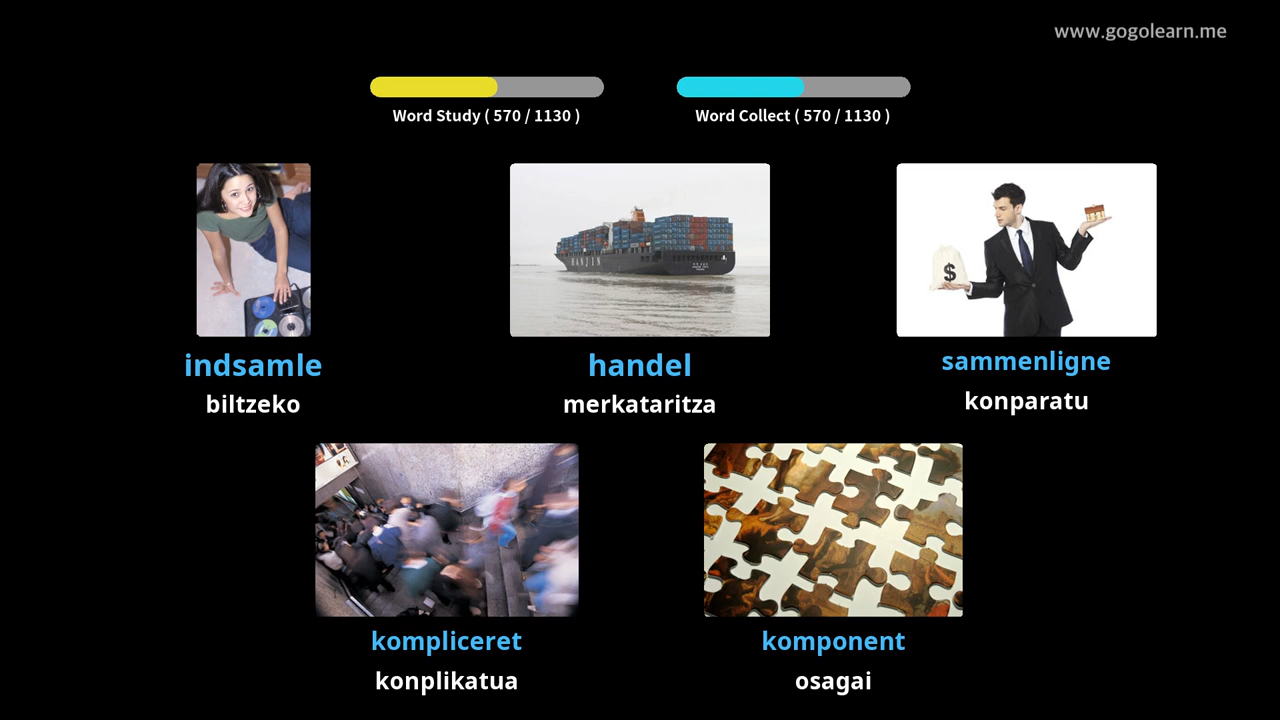 www.gogolearn.me
Word Study ( 570 / 1130 )
Word Collect ( 570 / 1130 )
HANJIN
$
indsamle
biltzeko
handel
merkataritza
sammenligne
konparatu
kompliceret
konplikatua
komponent
osagai